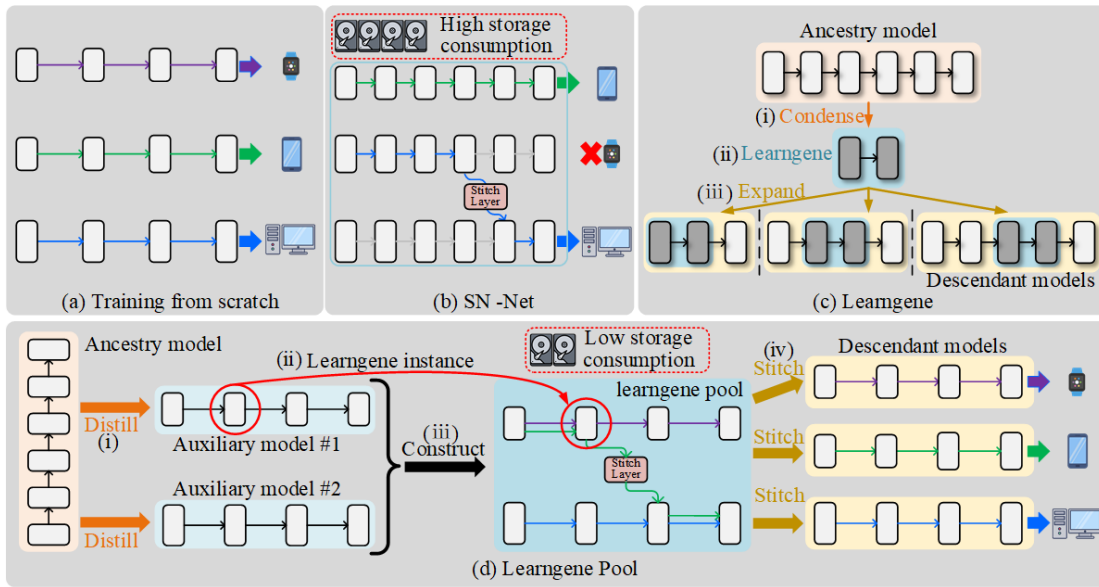 High storage
consumption
Stitch
Layer
(a) Training from scratch
(b) SN -Net
Ancestry model
(i) Condense
(ii) Learngene
(iii) Expand
Descendant models
(c) Learngene
Ancestry model
(ii) Learngene instance
Low storage
consumption
(iv)
Descendant models
Distill
(i)
Auxiliary model #1
Auxiliary model #2
Distill
(iii)
Construct
learngene pool
Stitch
Layer
Stitch
Stitch
Stitch
(d) Learngene Pool